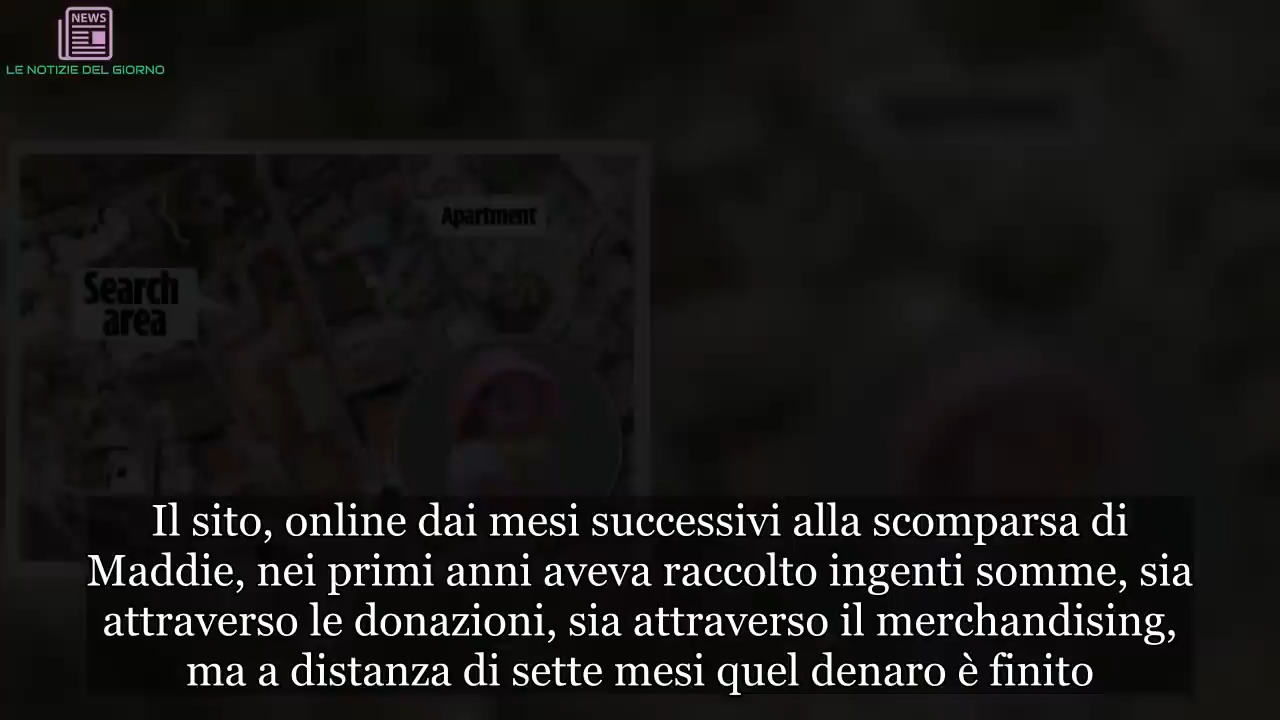 NEWS
LE NOTIZIE DEL GIORNO
Apartment
Search
area
Il sito, online dai mesi successivi alla scomparsa di
Maddie, nei primi anni aveva raccolto ingenti somme, sia
attraverso le donazioni, sia attraverso il merchandising,
ma a distanza di sette mesi quel denaro è finito